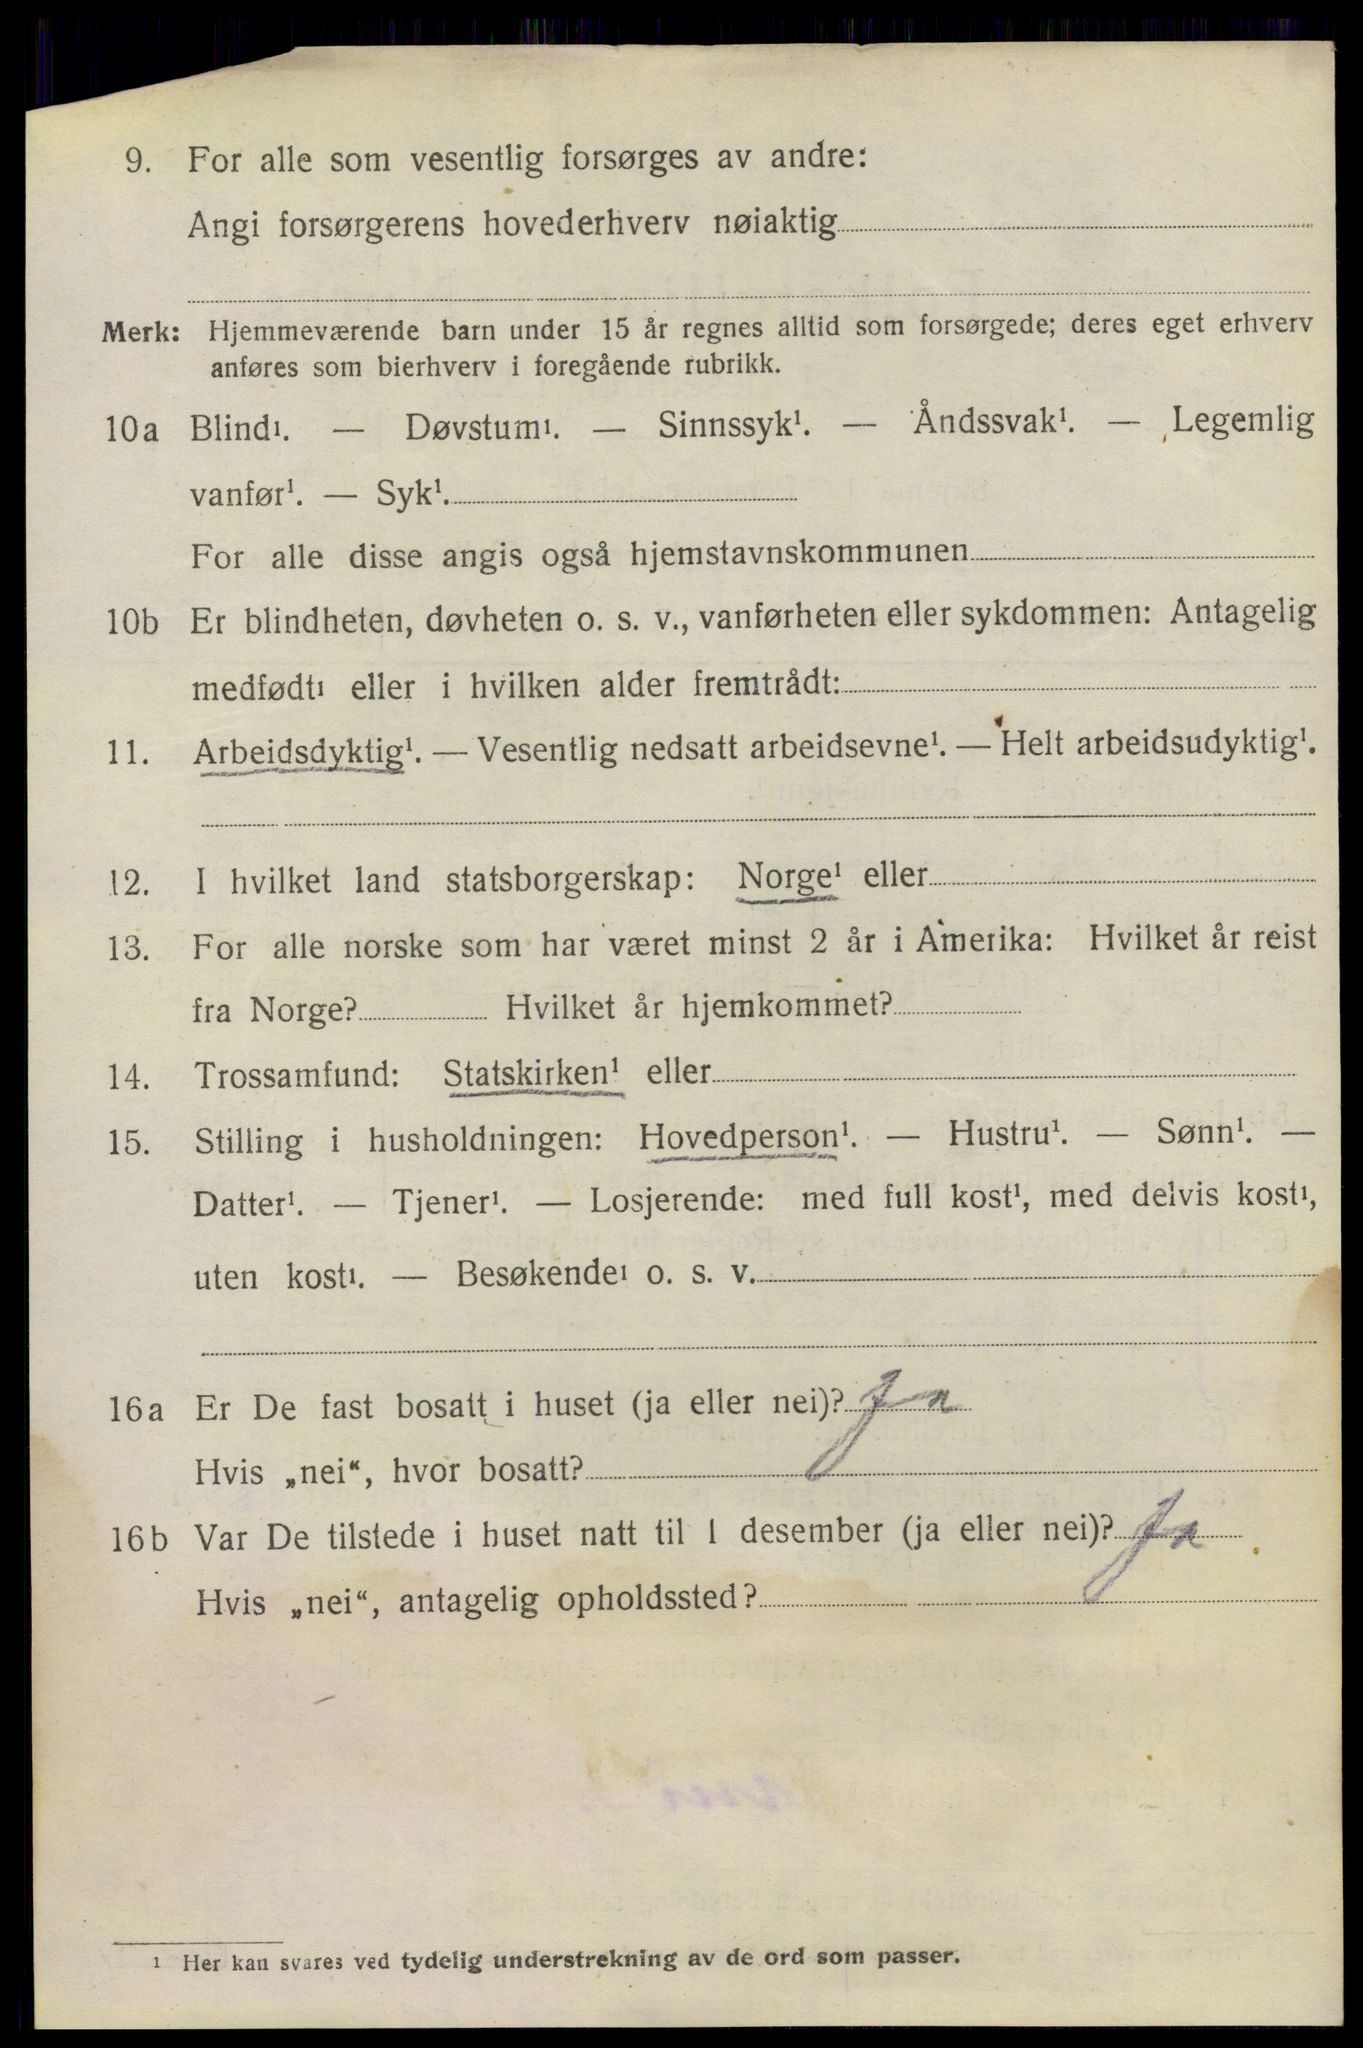 9. For alle som vesentlig forsørges av andre:
Angi forsørgerens hovederhverv nøiaktig
Merk: Hjemmeværende barn under 15 år regnes alltid som forsørgede; deres eget erhverv
anføres som bierhverv i foregående rubrikk.
10a Blind¹. — Døvstum¹. — Sinnssyk¹. — Åndssvak¹. — Legemlig
vanfør¹. — Syk¹.
For alle disse angis også hjemstavnskommunen
10b Er blindheten, døvheten o. s. v., vanførheten eller sykdommen: Antagelig
medfødt¹ eller i hvilken alder fremtrådt:
11. Arbeidsdyktig¹. — Vesentlig nedsatt arbeidsevne¹. — Helt arbeidsudyktig¹.
12. I hvilket land statsborgerskap: Norge¹ eller
13. For alle norske som har været minst 2 år i Amerika: Hvilket år reist
fra Norge? Hvilket år hjemkommet?
14. Trossamfund: Statskirken¹ eller
15. Stilling i husholdningen: Hovedperson¹. — Hustru¹. — Sønn¹. —
Datter¹. — Tjener¹. — Losjerende: med full kost¹, med delvis kost¹,
uten kost¹. — Besøkende¹ o. s. v.
16a Er De fast bosatt i huset (ja eller nei)? Ja
Hvis „nei“, hvor bosatt?
16b Var De tilstede i huset natt til 1 desember (ja eller nei)? Ja
Hvis „nei“, antagelig opholdssted?
¹ Her kan svares ved tydelig understrekning av de ord som passer.